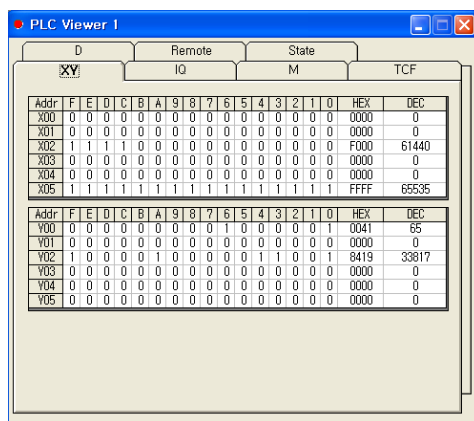 PLC Viewer 1
D Remote State
XY IQ M TCF
Addr F E D C B A 9 8 7 6 5 4 3 2 1 0 HEX DEC
X00 0 0 0 0 0 0 0 0 0 0 0 0 0 0 0 0 0000 0
X01 0 0 0 0 0 0 0 0 0 0 0 0 0 0 0 0 0000 0
X02 1 1 1 1 0 0 0 0 0 0 0 0 0 0 0 0 F000 61440
X03 0 0 0 0 0 0 0 0 0 0 0 0 0 0 0 0 0000 0
X04 0 0 0 0 0 0 0 0 0 0 0 0 0 0 0 0 0000 0
X05 1 1 1 1 1 1 1 1 1 1 1 1 1 1 1 1 FFFF 65535
Addr F E D C B A 9 8 7 6 5 4 3 2 1 0 HEX DEC
Y00 0 0 0 0 0 0 0 0 0 1 0 0 0 0 0 1 0041 65
Y01 0 0 0 0 0 0 0 0 0 0 0 0 0 0 0 0 0000 0
Y02 1 0 0 0 0 1 0 0 0 0 0 1 1 0 0 1 8419 33817
Y03 0 0 0 0 0 0 0 0 0 0 0 0 0 0 0 0 0000 0
Y04 0 0 0 0 0 0 0 0 0 0 0 0 0 0 0 0 0000 0
Y05 0 0 0 0 0 0 0 0 0 0 0 0 0 0 0 0 0000 0